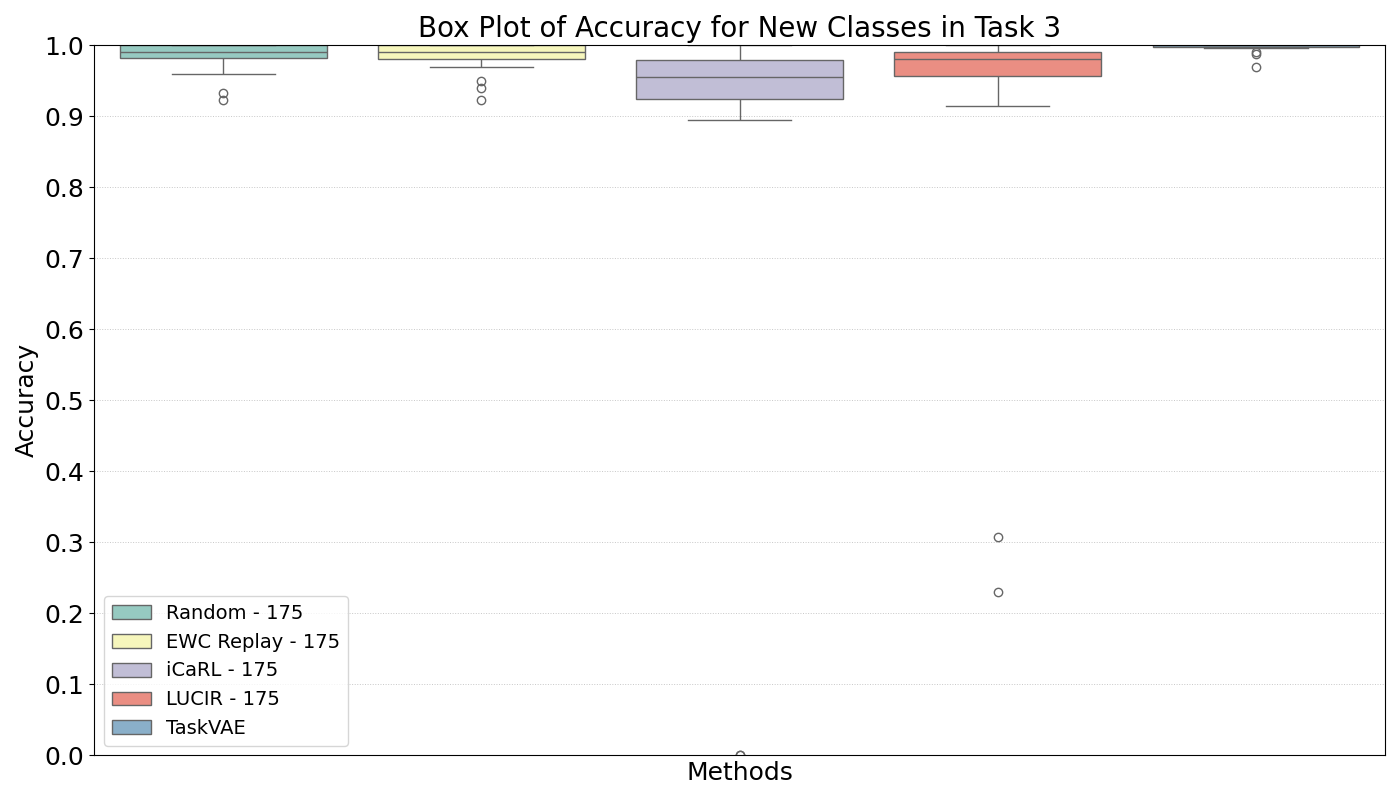 Box Plot of Accuracy for New Classes in Task 3
1.0
0.9
0.8
0.7
0.6
0.5
0.4
0.3
0.2
0.1
0.0
Accuracy
Random - 175
EWC Replay - 175
iCaRL - 175
LUCIR - 175
TaskVAE
Methods